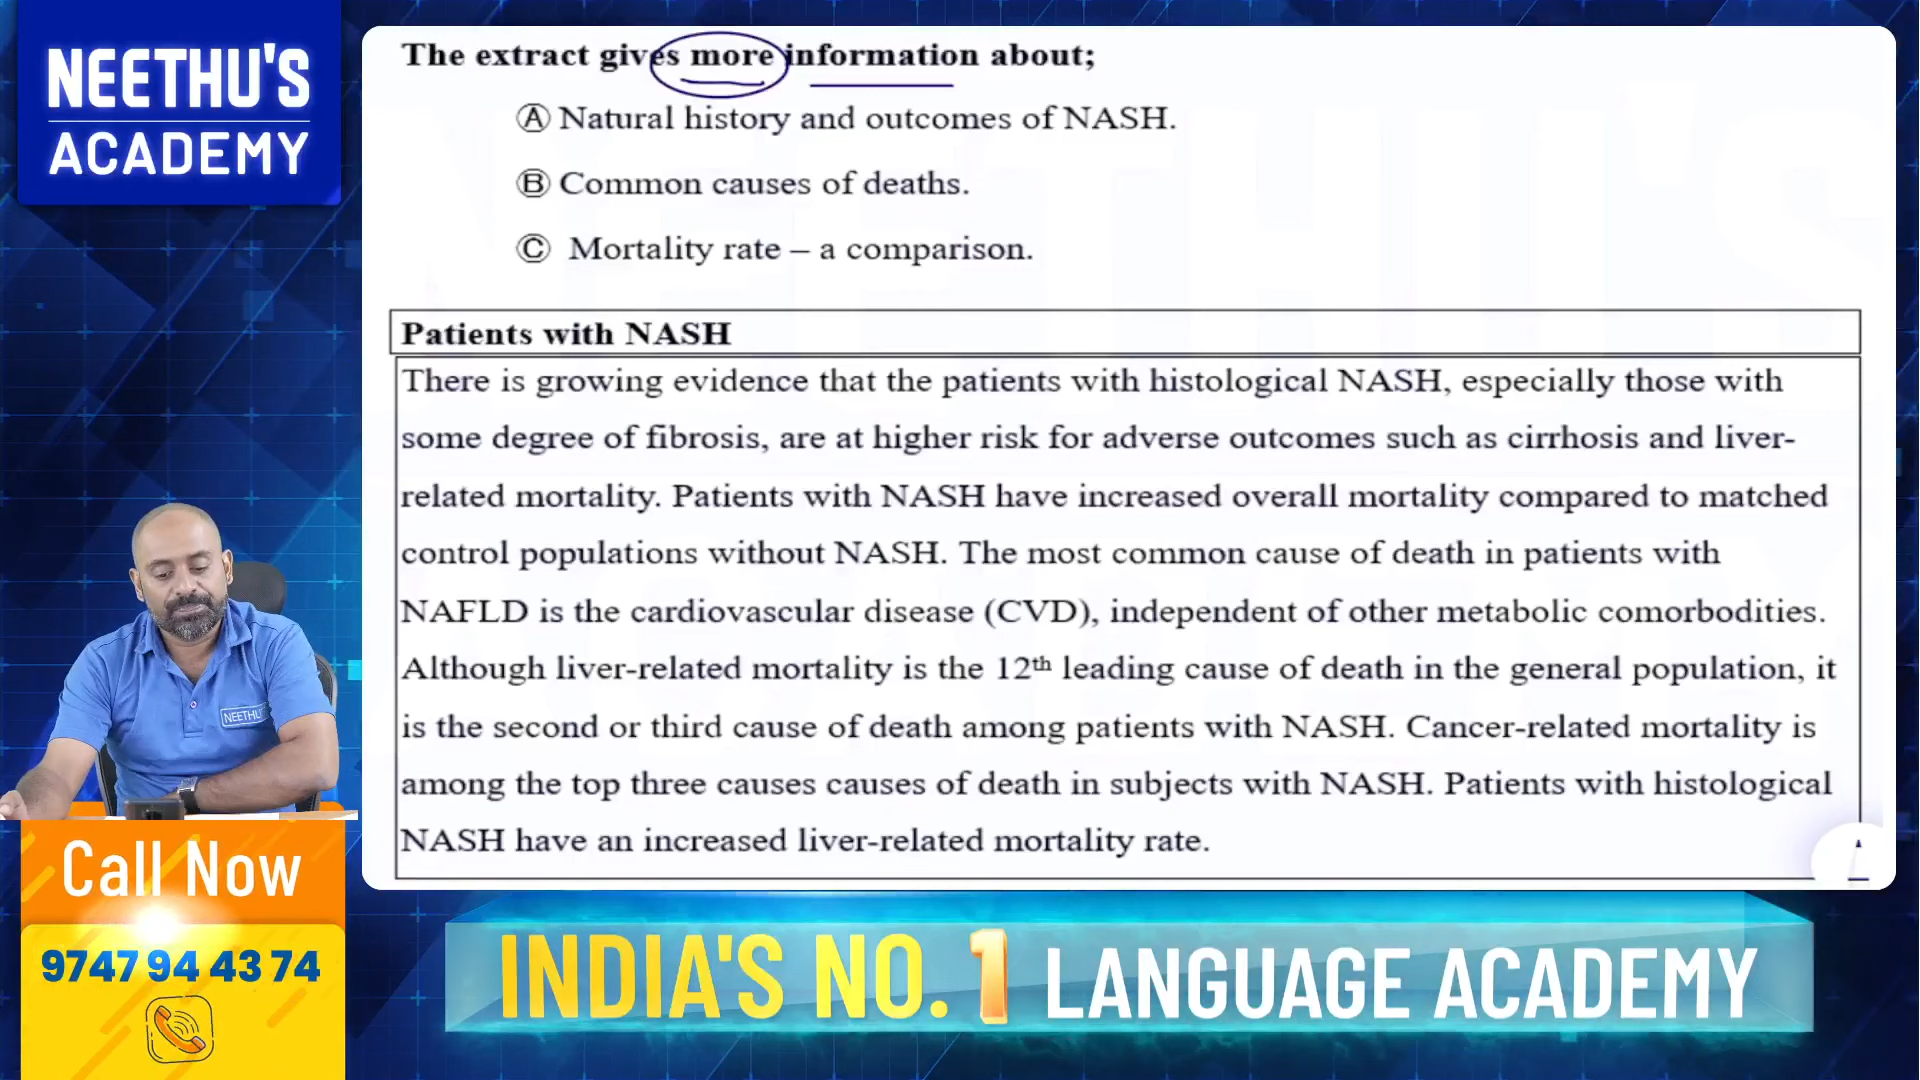 NEETHU'S
ACADEMY
The extract gives more information about;
Ⓐ Natural history and outcomes of NASH.
Ⓑ Common causes of deaths.
Ⓒ Mortality rate – a comparison.
Patients with NASH
There is growing evidence that the patients with histological NASH, especially those with
some degree of fibrosis, are at higher risk for adverse outcomes such as cirrhosis and liver-
related mortality. Patients with NASH have increased overall mortality compared to matched
control populations without NASH. The most common cause of death in patients with
NAFLD is the cardiovascular disease (CVD), independent of other metabolic comorbodities.
Although liver-related mortality is the 12th leading cause of death in the general population, it
is the second or third cause of death among patients with NASH. Cancer-related mortality is
among the top three causes causes of death in subjects with NASH. Patients with histological
NASH have an increased liver-related mortality rate.
NEETHU
Call Now
9747 94 43 74
INDIA'S NO. 1 LANGUAGE ACADEMY